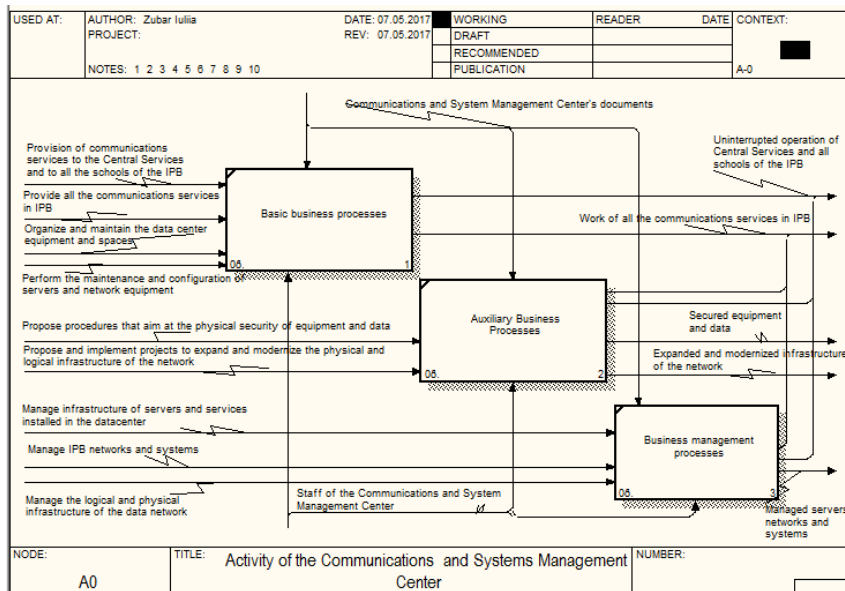 USED AT:
AUTHOR: Zubar Iuliia
DATE: 07.05.2017
WORKING
READER
DATE
CONTEXT:
PROJECT:
REV: 07.05.2017
DRAFT
RECOMMENDED
NOTES: 1 2 3 4 5 6 7 8 9 10
PUBLICATION
A-0
Communications and System Management Center's documents
Provision of communications
services to the Central Services
and to all the schools of the IPB
Uninterrupted operation of
Central Services and all
schools of the IPB
Provide all the communications services
in IPB
Organize and maintain the data center
equipment and spaces
Perform the maintenance and configuration of
servers and network equipment
Basic business processes
0б.
1
Work of all the communications services in IPB
Propose procedures that aim at the physical security of equipment and data
Propose and implement projects to expand and modernize the physical and
logical infrastructure of the network
Auxiliary Business
Processes
0б.
2
Secured equipment
and data
Expanded and modernized infrastructure
of the network
Manage infrastructure of servers and services
installed in the datacenter
Manage IPB networks and systems
Manage the logical and physical
infrastructure of the data network
Business management
processes
0б.
3
Staff of the Communications and System
Management Center
Managed servers
networks and
systems
NODE:
A0
TITLE:
Activity of the Communications and Systems Management
Center
NUMBER: